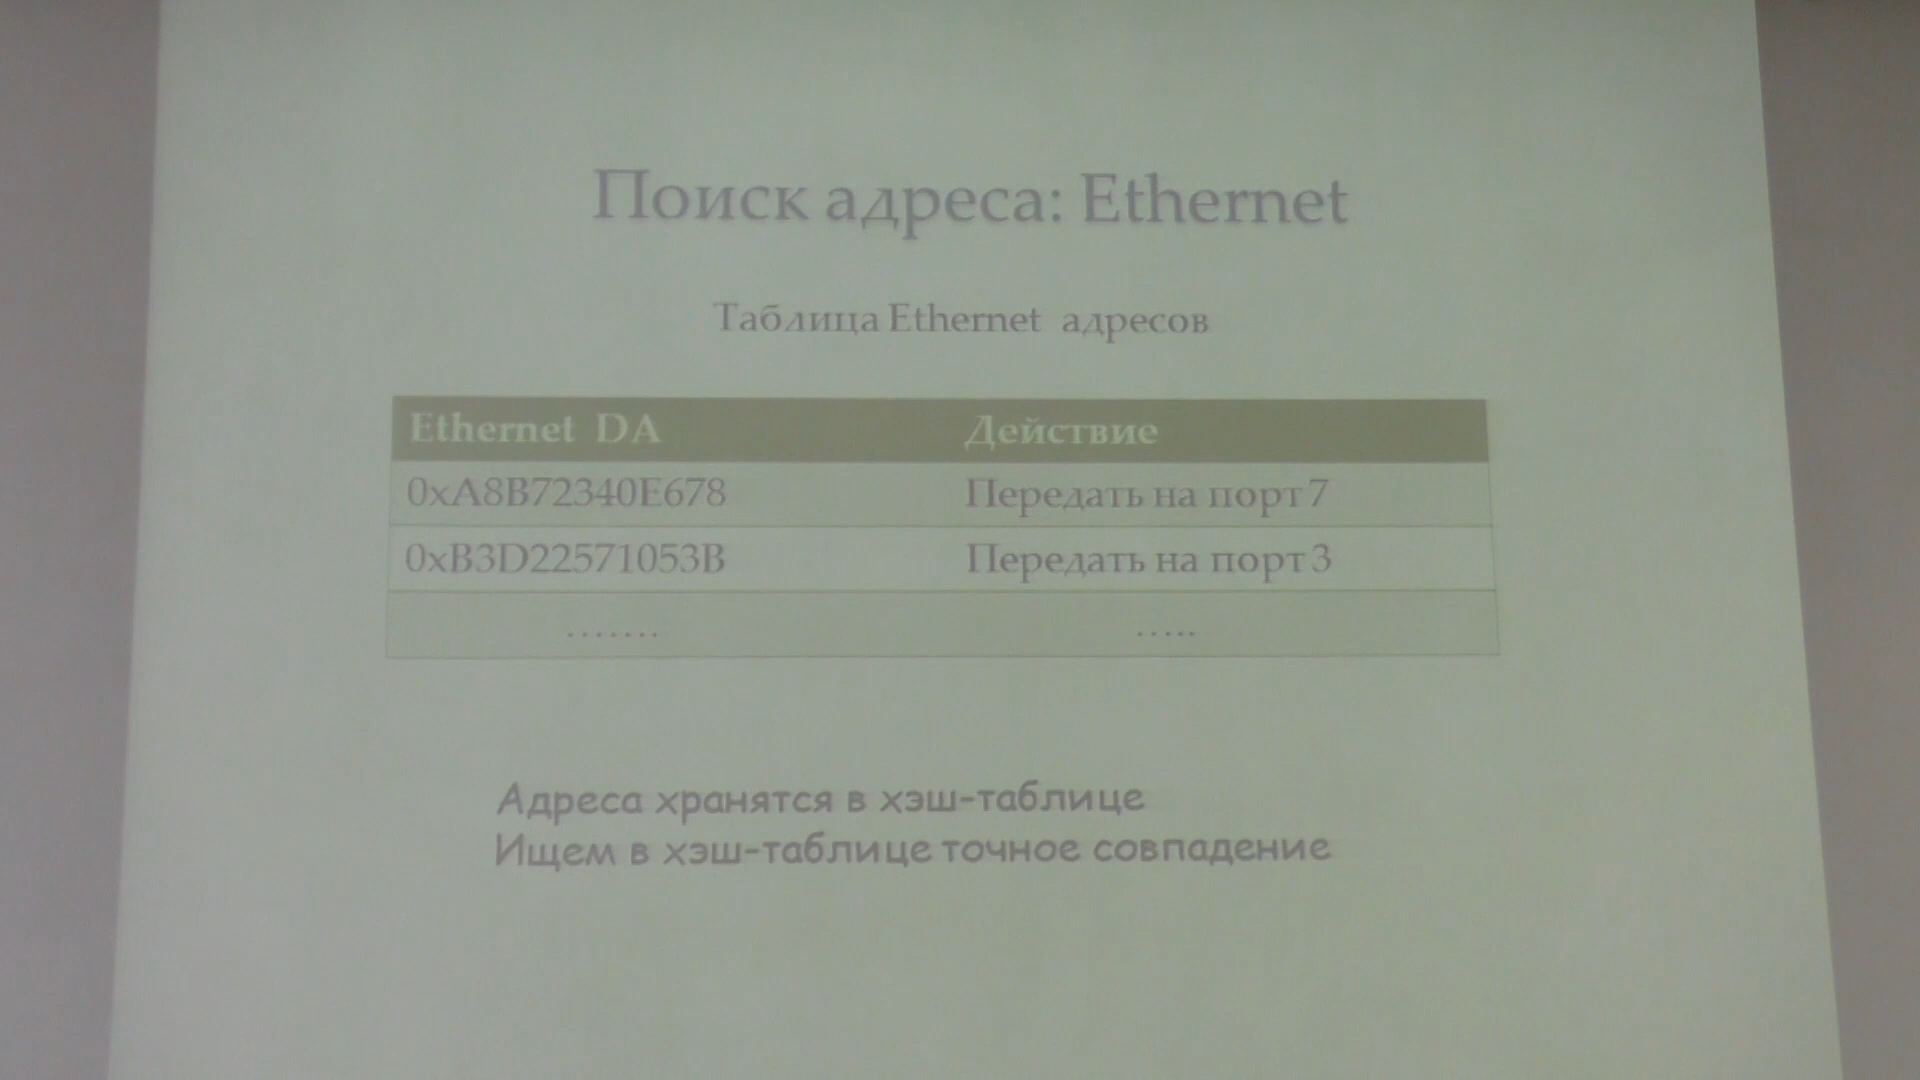 Поиск адреса: Ethernet
Таблица Ethernet адресов
Ethernet DA Действие
0xA8B72340E678 Передать на порт 7
0xB3D22571053B Передать на порт 3
....... .....
Адреса хранятся в хэш-таблице
Ищем в хэш-таблице точное совпадение